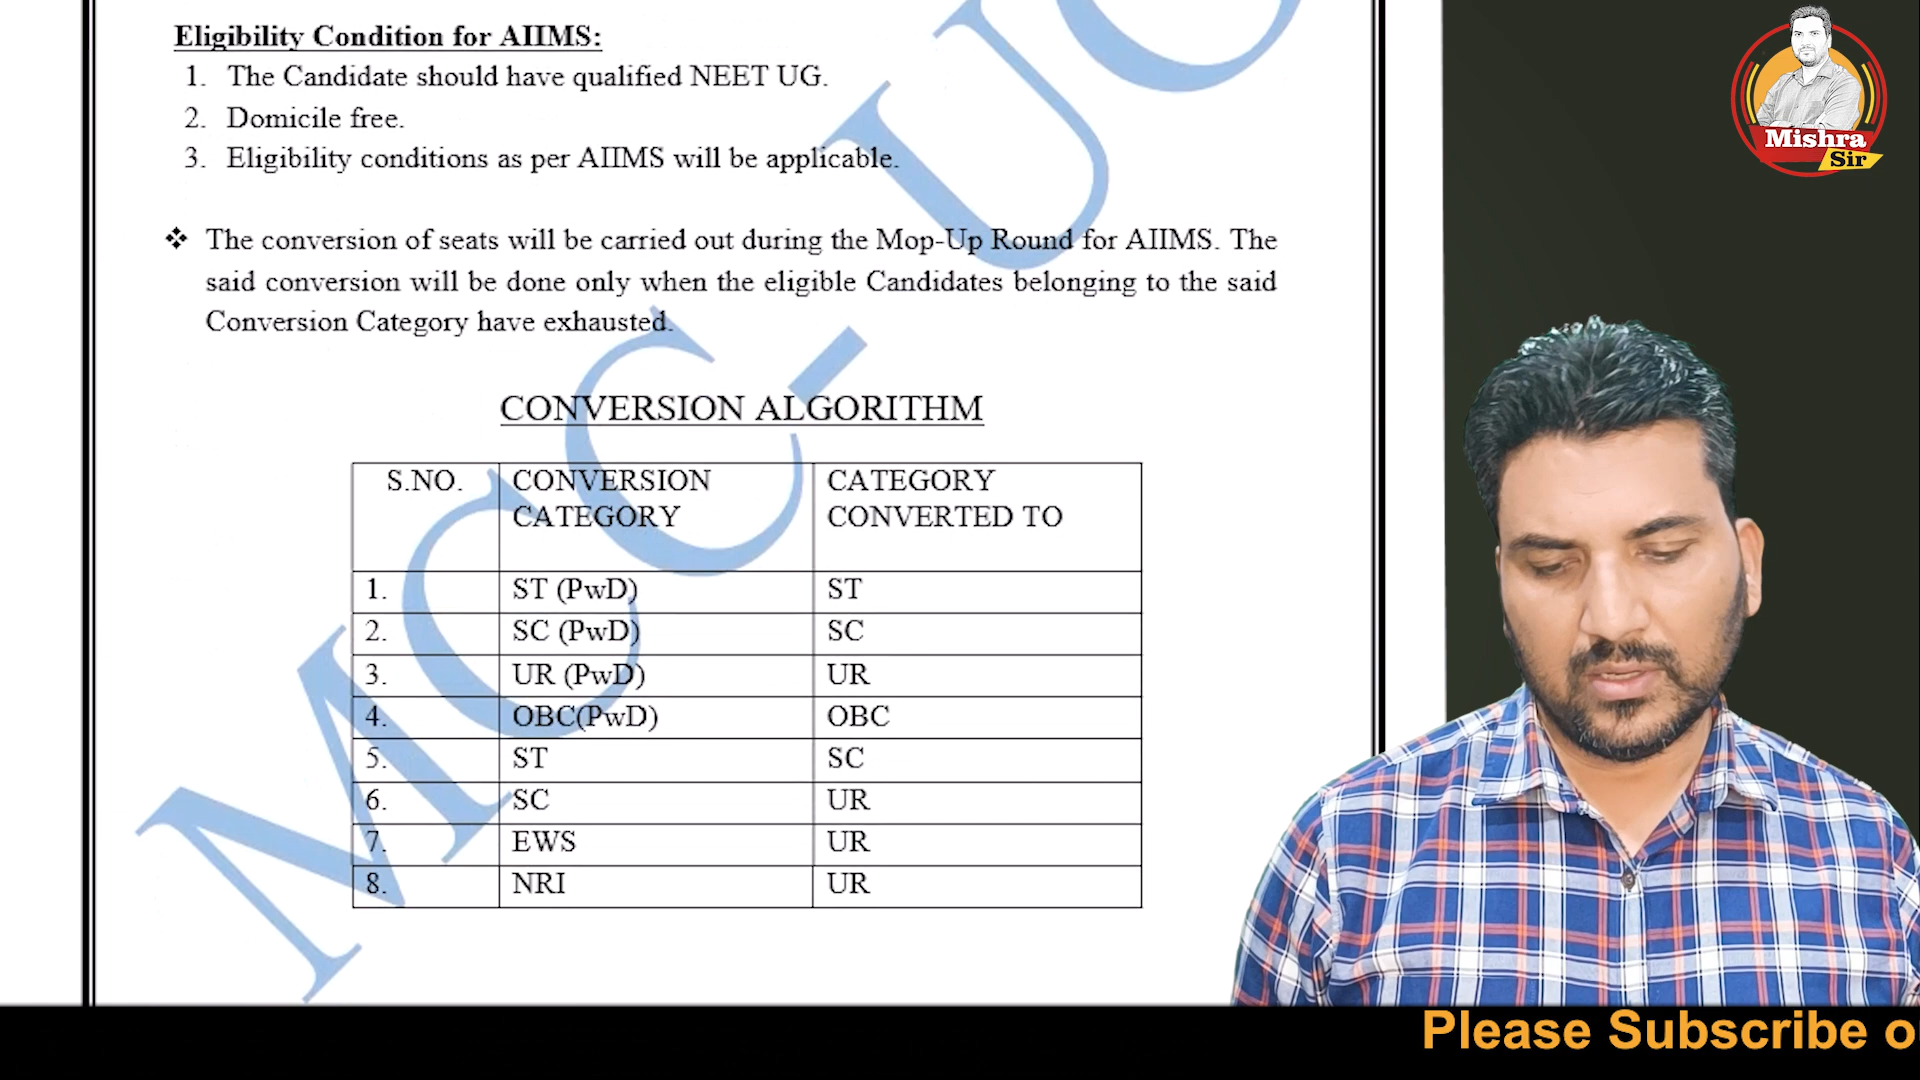 Eligibility Condition for AIIMS:
1. The Candidate should have qualified NEET UG.
2. Domicile free.
3. Eligibility conditions as per AIIMS will be applicable.
❖ The conversion of seats will be carried out during the Mop-Up Round for AIIMS. The
said conversion will be done only when the eligible Candidates belonging to the said
Conversion Category have exhausted.
CONVERSION ALGORITHM
S.NO. CONVERSION CATEGORY CATEGORY CONVERTED TO
1. ST (PwD) ST
2. SC (PwD) SC
3. UR (PwD) UR
4. OBC(PwD) OBC
5. ST SC
6. SC UR
7. EWS UR
8. NRI UR
MCC- UG
Mishra
Sir
Please Subscribe